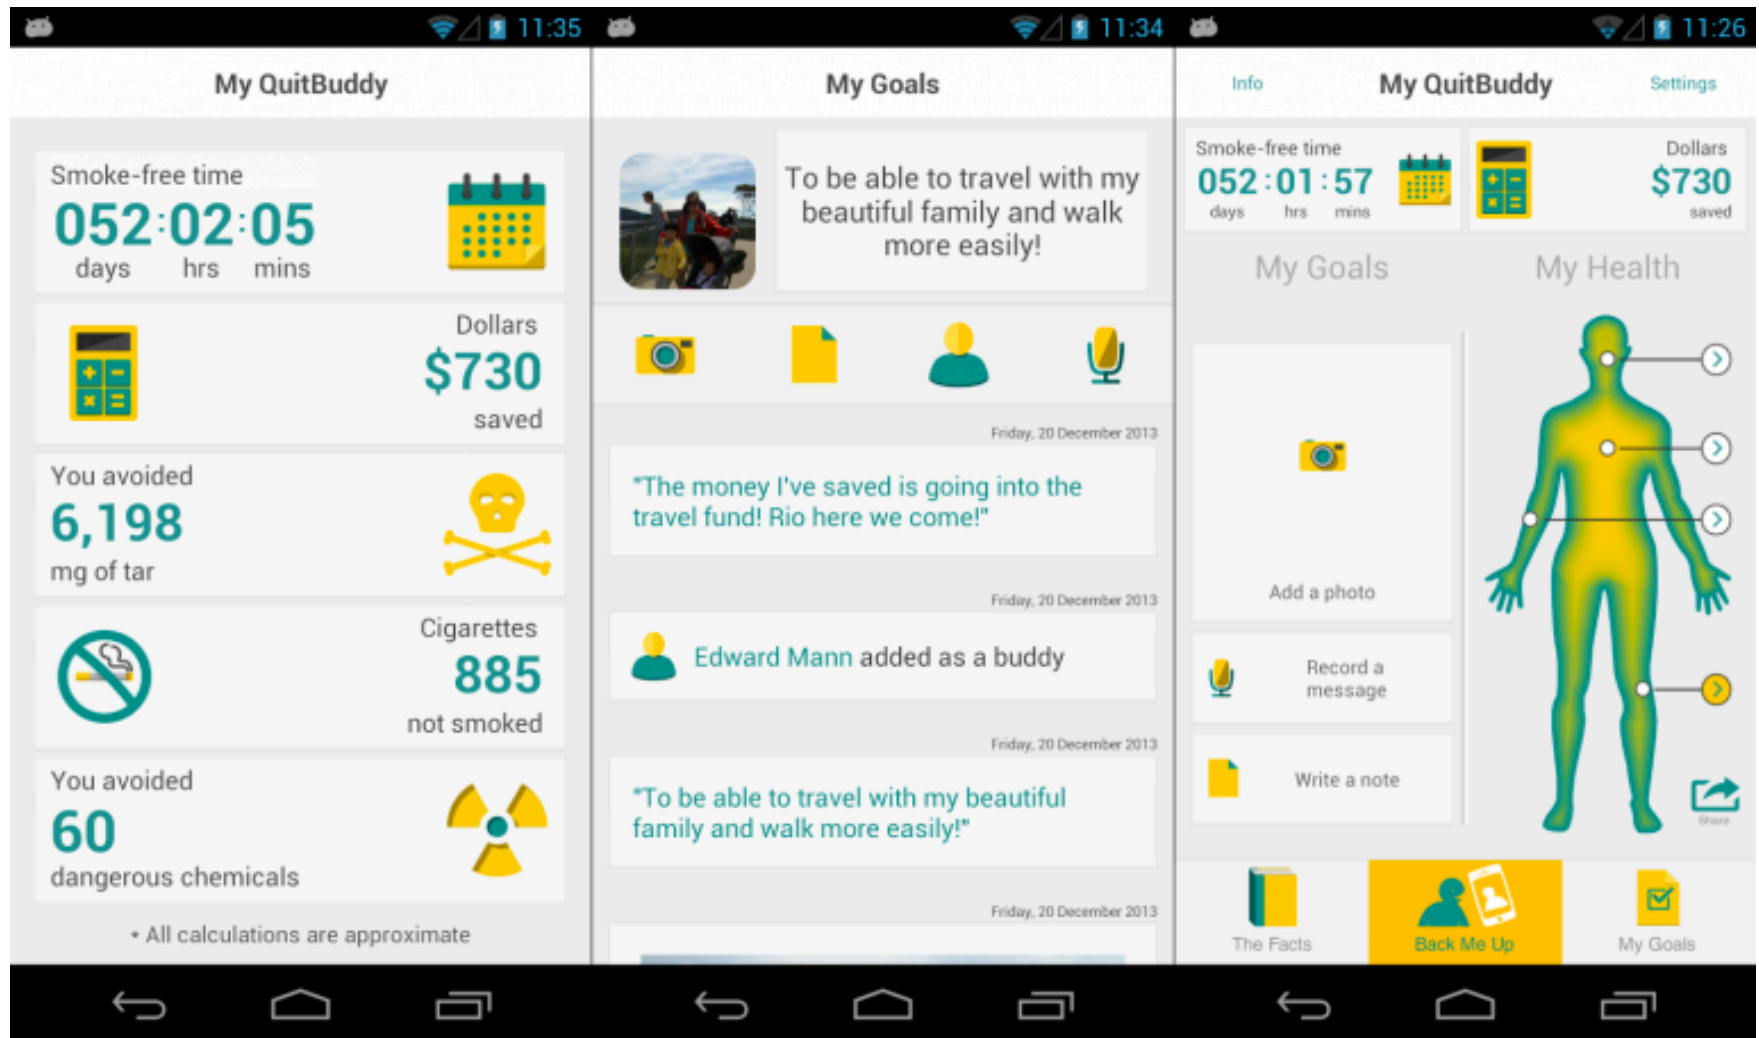 11:35
My QuitBuddy
Smoke-free time
052:02:05
days hrs mins
Dollars
$730
saved
You avoided
6,198
mg of tar
Cigarettes
885
not smoked
You avoided
60
dangerous chemicals
* All calculations are approximate
11:34
My Goals
To be able to travel with my
beautiful family and walk
more easily!
Friday, 20 December 2013
"The money I've saved is going into the
travel fund! Rio here we come!"
Friday, 20 December 2013
Edward Mann added as a buddy
Friday, 20 December 2013
"To be able to travel with my beautiful
family and walk more easily!"
Friday, 20 December 2013
11:26
Info My QuitBuddy Settings
Smoke-free time
052:01:57
days hrs mins
Dollars
$730
saved
My Goals My Health
Add a photo
Record a
message
Write a note
Share
The Facts Back Me Up My Goals